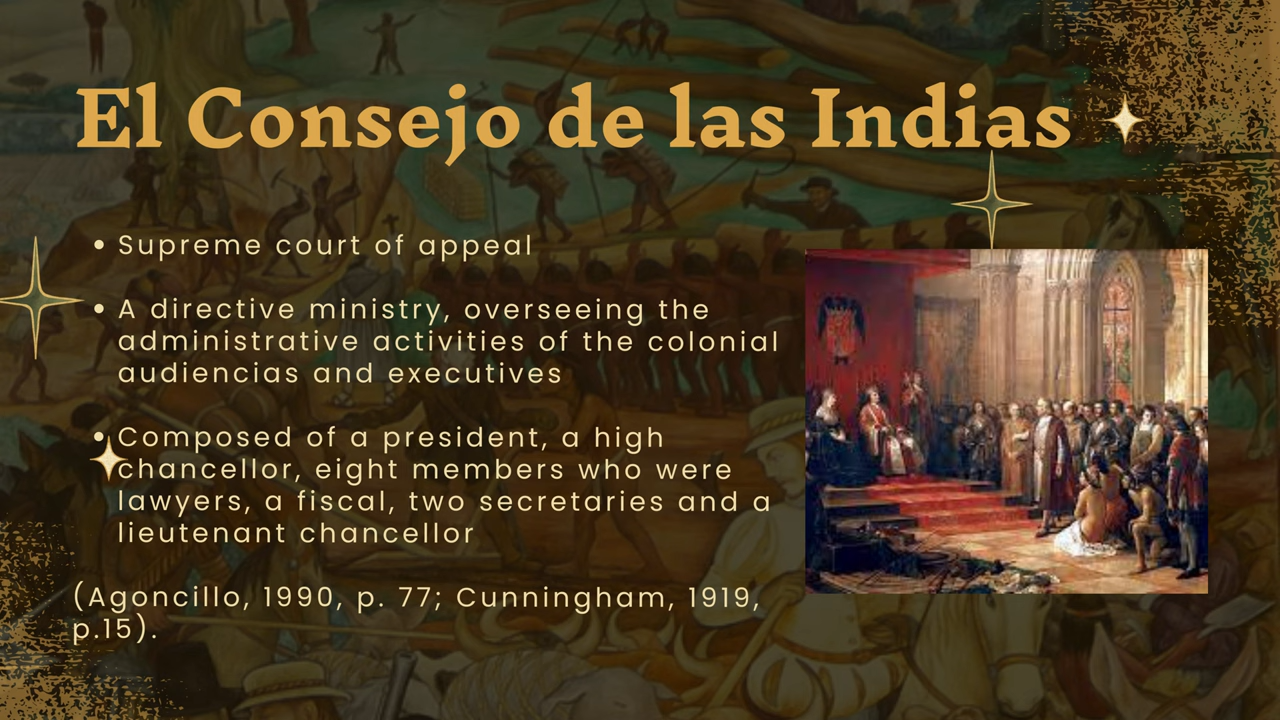 El Consejo de las Indias
• Supreme court of appeal
• A directive ministry, overseeing the
administrative activities of the colonial
audiencias and executives
• Composed of a president, a high
chancellor, eight members who were
lawyers, a fiscal, two secretaries and a
lieutenant chancellor
(Agoncillo, 1990, p. 77; Cunningham, 1919,
p.15).